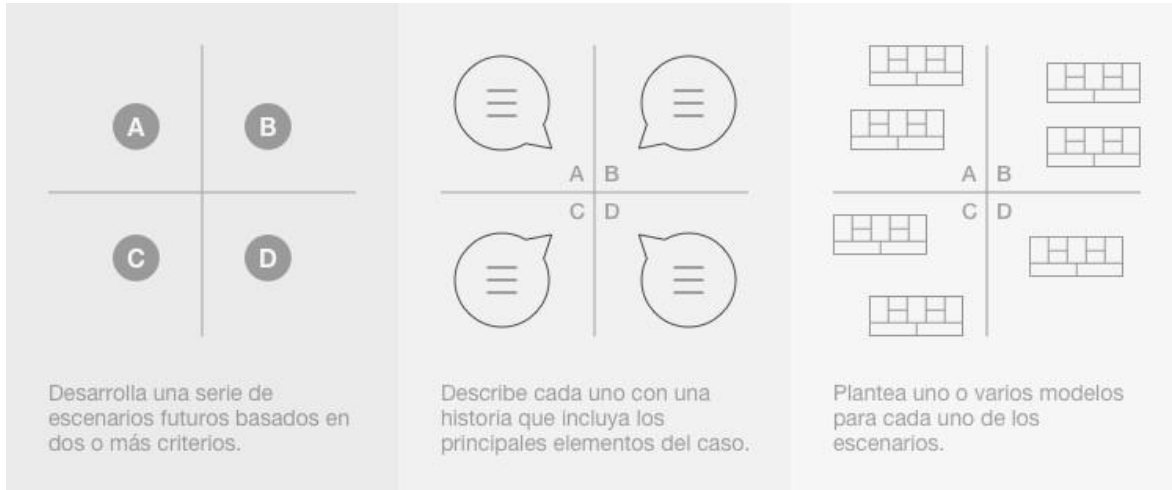 A
B
C
D
Desarrolla una serie de
escenarios futuros basados en
dos o más criterios.
A B
C D
Describe cada uno con una
historia que incluya los
principales elementos del caso.
A B
C D
Plantea uno o varios modelos
para cada uno de los
escenarios.